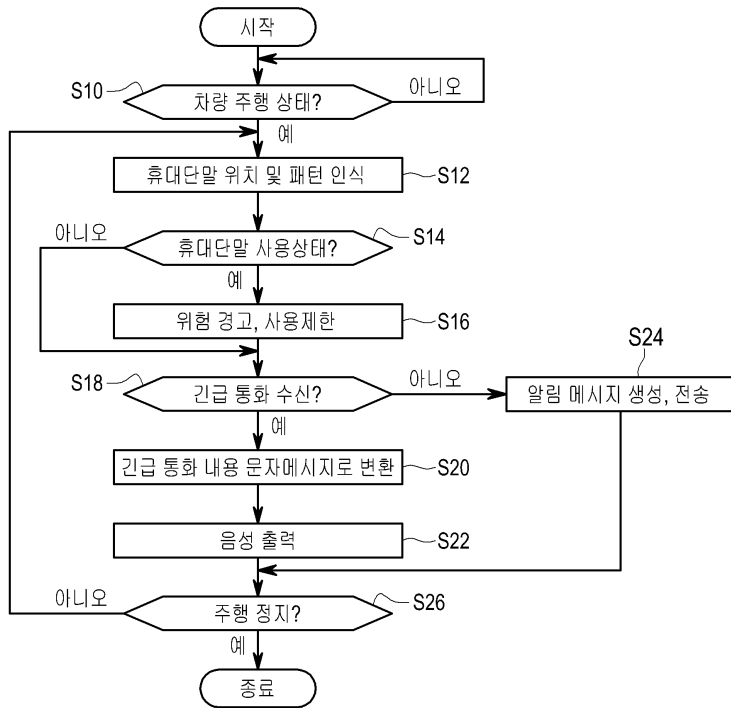 시작
S10
차량 주행 상태?
아니오
예
휴대단말 위치 및 패턴 인식
S12
아니오
휴대단말 사용상태?
S14
예
위험 경고, 사용제한
S16
S18
긴급 통화 수신?
아니오
S24
알림 메시지 생성, 전송
예
긴급 통화 내용 문자메시지로 변환
S20
음성 출력
S22
아니오
주행 정지?
S26
예
종료